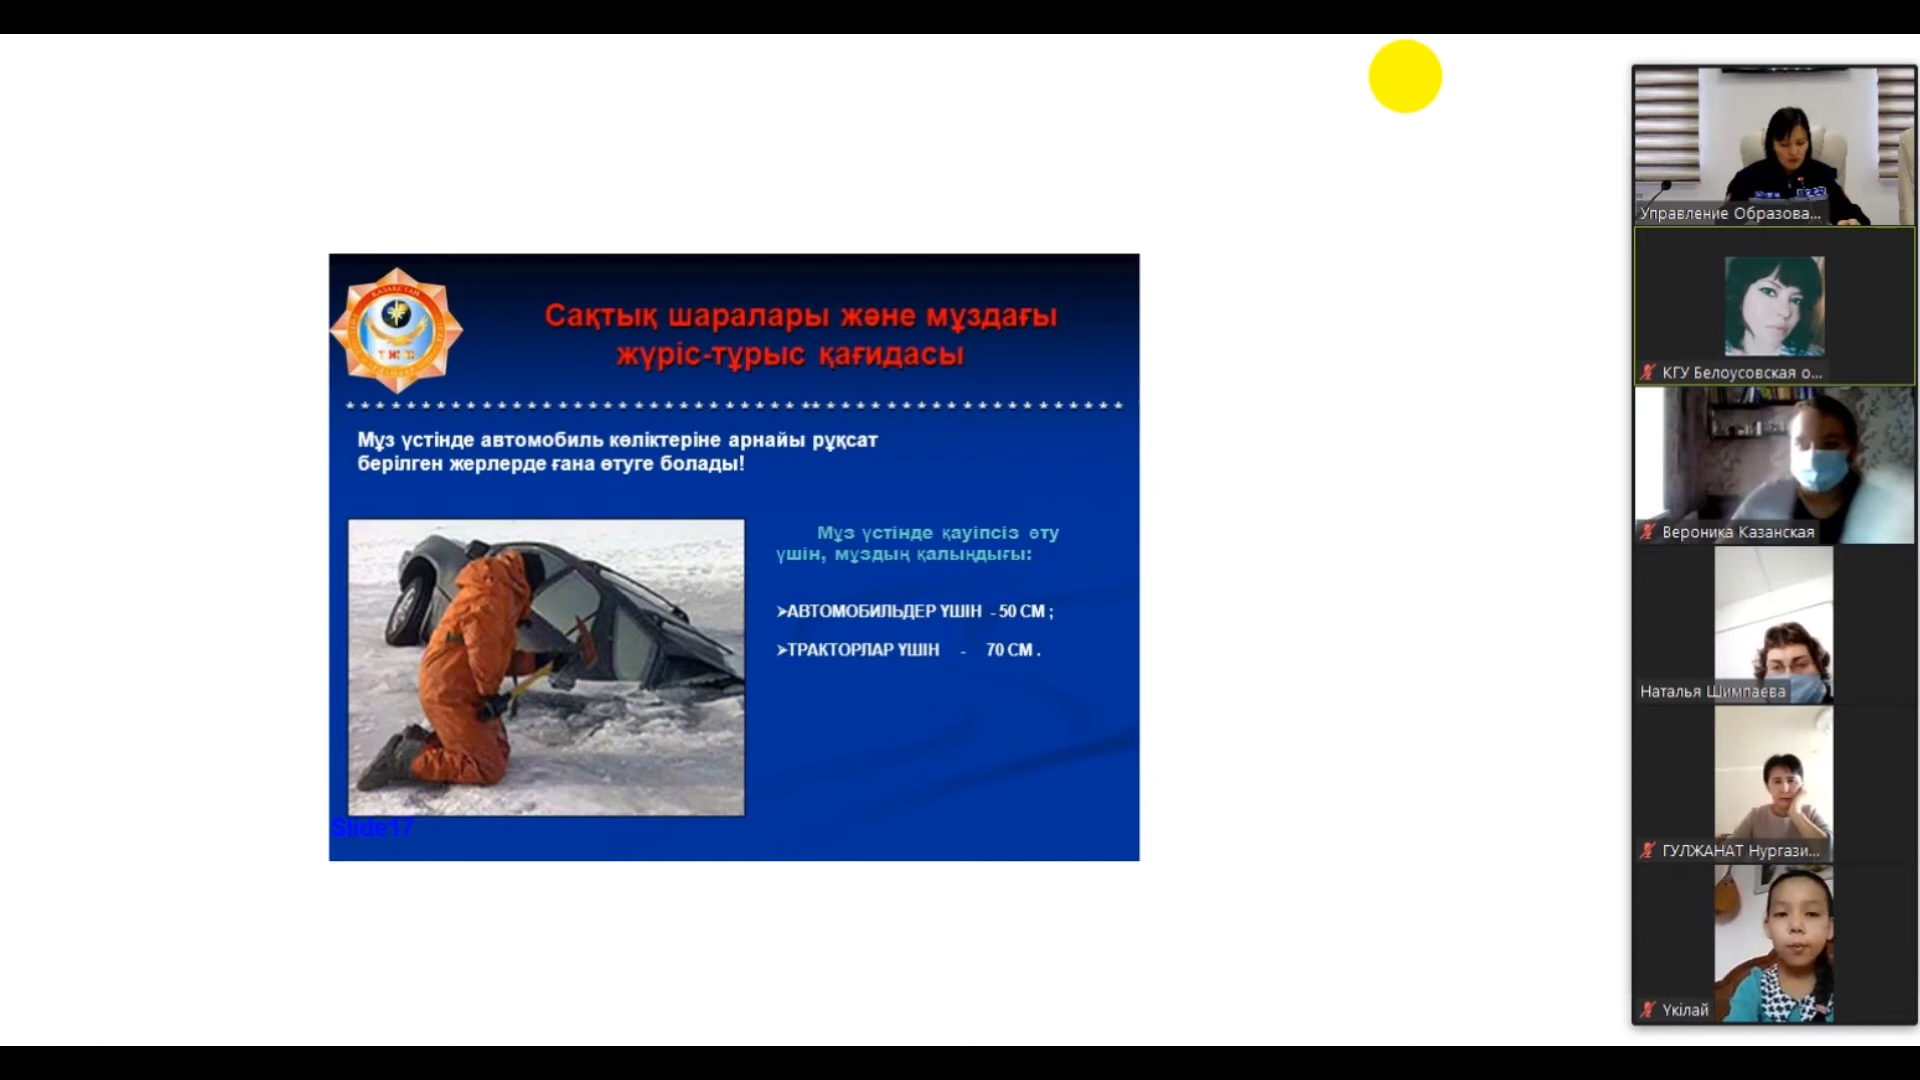 Сақтық шаралары және мұздағы
жүріс-тұрыс қағидасы
Мұз үстінде автомобиль көліктеріне арнайы рұқсат
берілген жерлерде ғана өтуге болады!
Мұз үстінде қауіпсіз өту
үшін, мұздың қалыңдығы:
➢АВТОМОБИЛЬДЕР ҮШІН - 50 СМ ;
➢ТРАКТОРЛАР ҮШІН - 70 СМ .
Slide17
ҚАЗАҚСТАН
Управление Образова...
КГУ Белоусовская о...
Вероника Казанская
Наталья Шимпаева
ГУЛЖАНАТ Нургази...
Үкілай